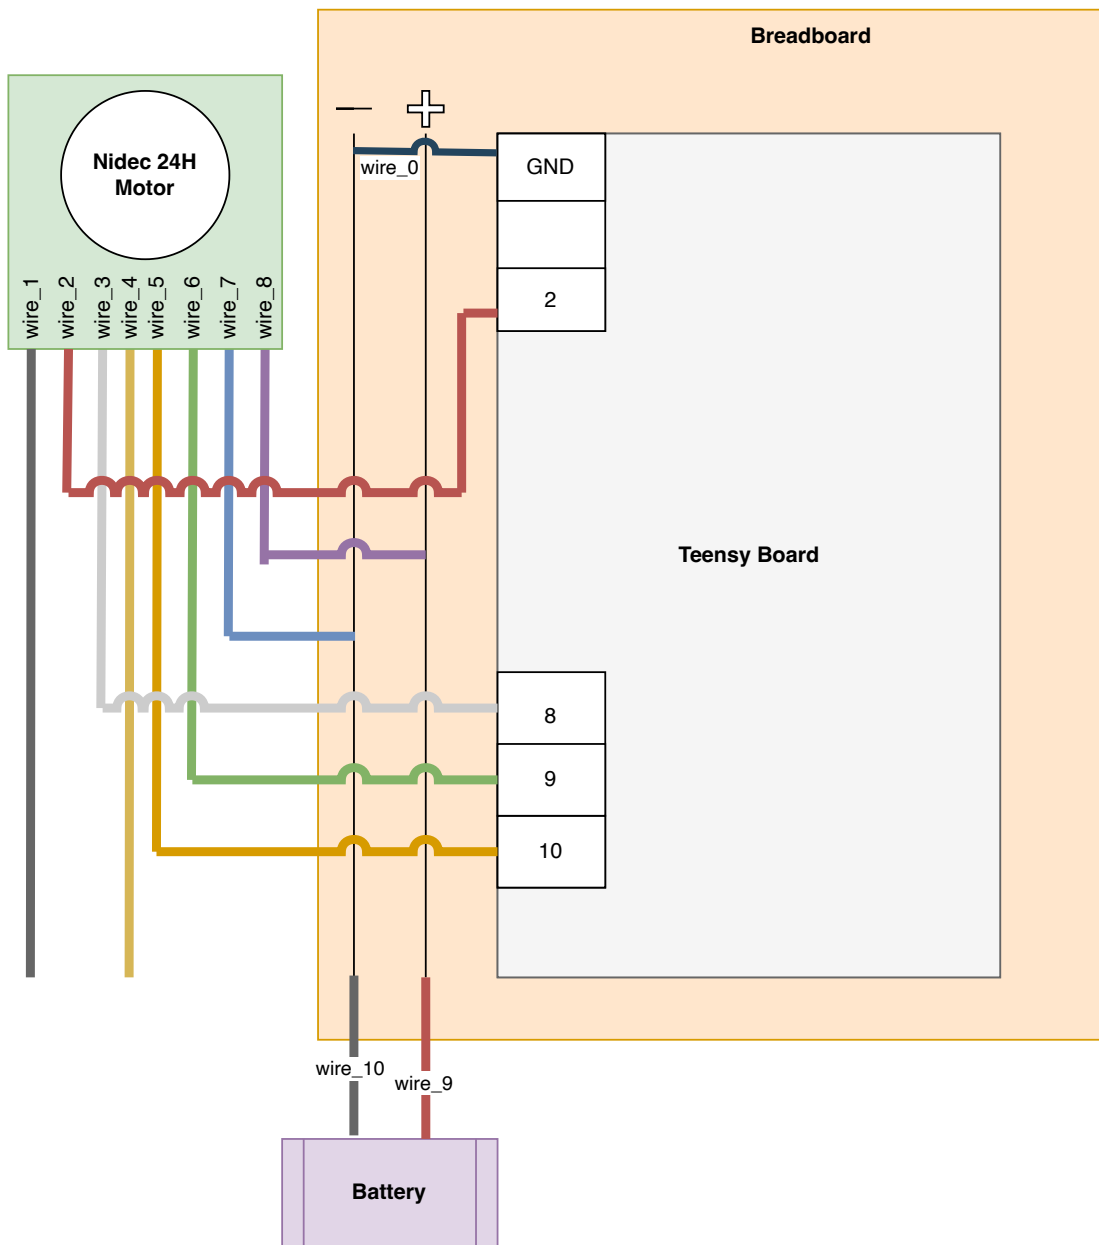 Breadboard
Nidec 24H
Motor
wire_0
GND
wire_1
wire_2
wire_3
wire_4
wire_5
wire_6
wire_7
wire_8
2
Teensy Board
8
9
10
wire_10
wire_9
Battery